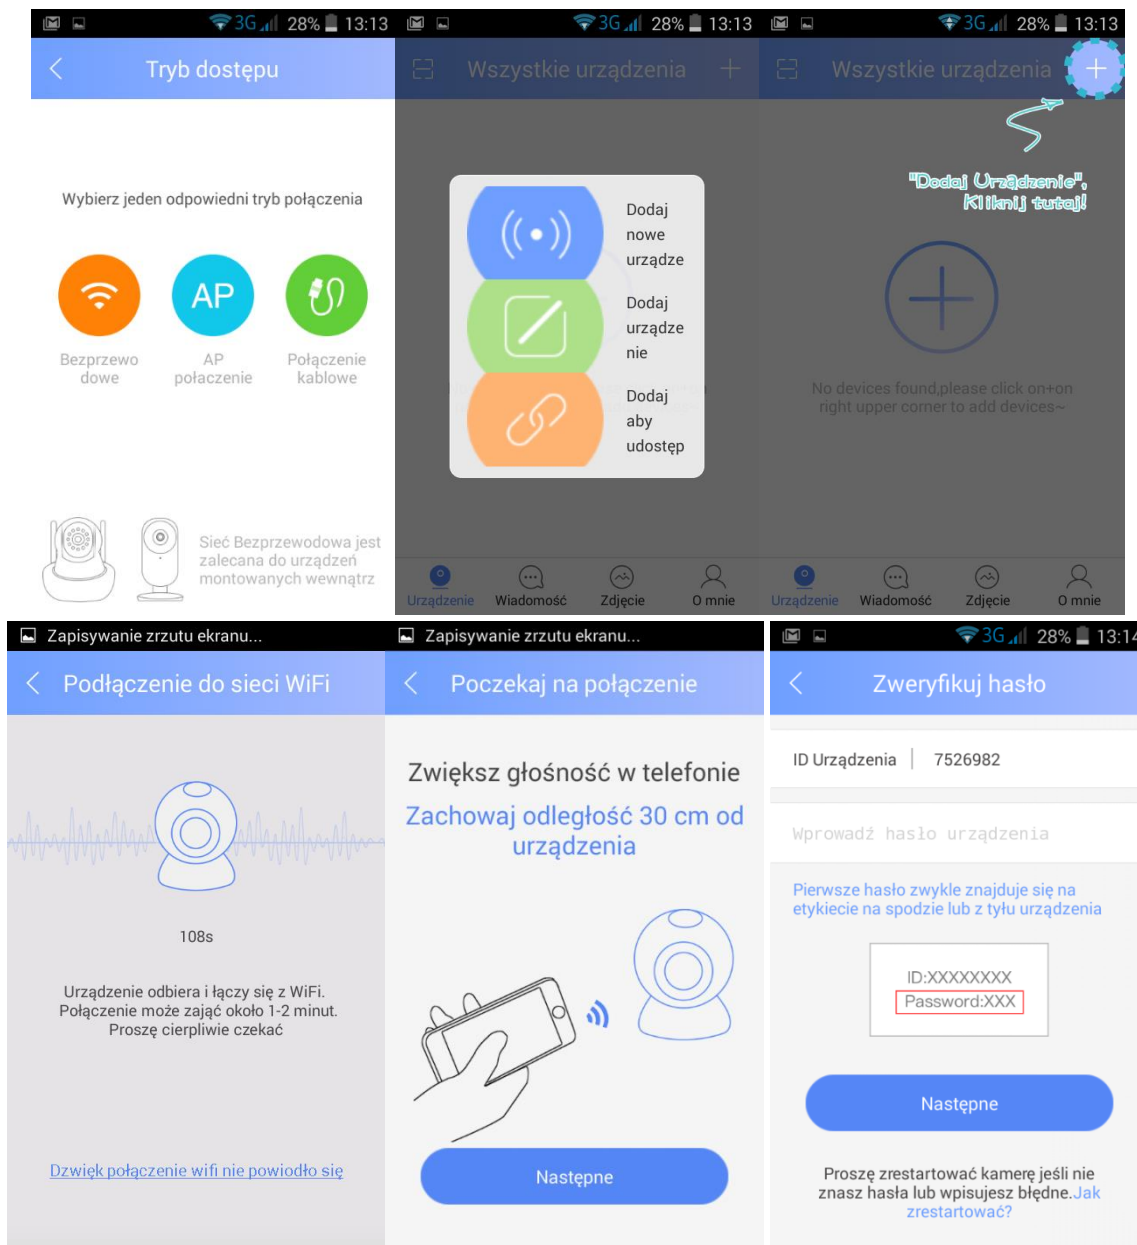 3G 28% 13:13
Tryb dostępu
Wybierz jeden odpowiedni tryb połączenia
AP
Bezprzewo
dowe
AP
połaczenie
Połączenie
kablowe
Sieć Bezprzewodowa jest
zalecana do urządzeń
montowanych wewnątrz
3G 28% 13:13
Wszystkie urządzenia
Dodaj
nowe
urządze
Dodaj
urządze
nie
Dodaj
aby
udostęp
Urządzenie Wiadomość Zdjęcie O mnie
3G 28% 13:13
Wszystkie urządzenia
"Dodaj Urządzenie",
Kliknij tutaj!
No devices found,please click on+on
right upper corner to add devices~
Urządzenie Wiadomość Zdjęcie O mnie
Zapisywanie zrzutu ekranu...
Podłączenie do sieci WiFi
108s
Urządzenie odbiera i łączy się z WiFi.
Połączenie może zająć około 1-2 minut.
Proszę cierpliwie czekać
Dzwięk połączenie wifi nie powiodło się
Zapisywanie zrzutu ekranu...
Poczekaj na połączenie
Zwiększ głośność w telefonie
Zachowaj odległość 30 cm od
urządzenia
Następne
3G 28% 13:14
Zweryfikuj hasło
ID Urządzenia | 7526982
Wprowadź hasło urządzenia
Pierwsze hasło zwykle znajduje się na
etykiecie na spodzie lub z tyłu urządzenia
ID:XXXXXXXX
Password:XXX
Następne
Proszę zrestartować kamerę jeśli nie
znasz hasła lub wpisujesz błędne.Jak
zrestartować?